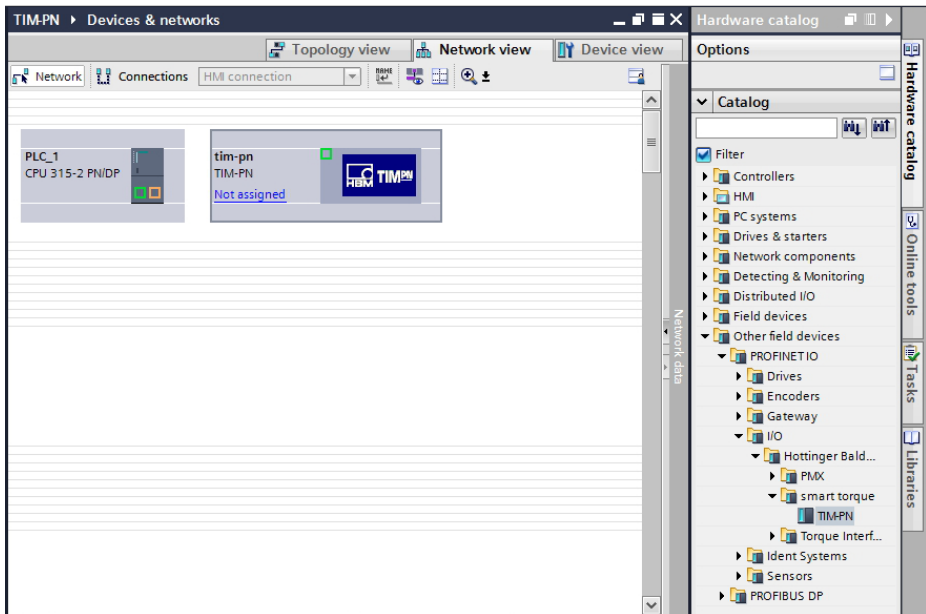 TIM-PN ▸ Devices & networks
Topology view
Network view
Device view
Network
Connections
HMI connection
PLC_1
CPU 315-2 PN/DP
tim-pn
TIM-PN
Not assigned
HBM
TIMPN
Network data
Hardware catalog
Options
Catalog
Filter
Controllers
HMI
PC systems
Drives & starters
Network components
Detecting & Monitoring
Distributed I/O
Field devices
Other field devices
PROFINET IO
Drives
Encoders
Gateway
I/O
Hottinger Bald...
PMX
smart torque
TIM-PN
Torque Interf...
Ident Systems
Sensors
PROFIBUS DP
Hardware catalog
Online tools
Tasks
Libraries